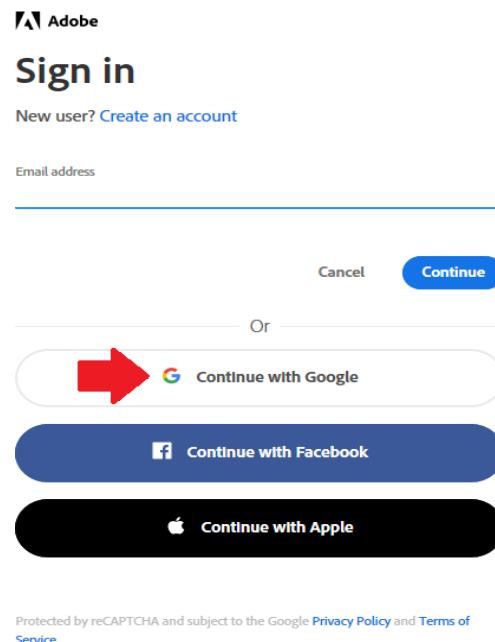 Adobe
Sign in
New user? Create an account
Email address
Cancel
Continue
Or
Continue with Google
Continue with Facebook
Continue with Apple
Protected by reCAPTCHA and subject to the Google Privacy Policy and Terms of
Service